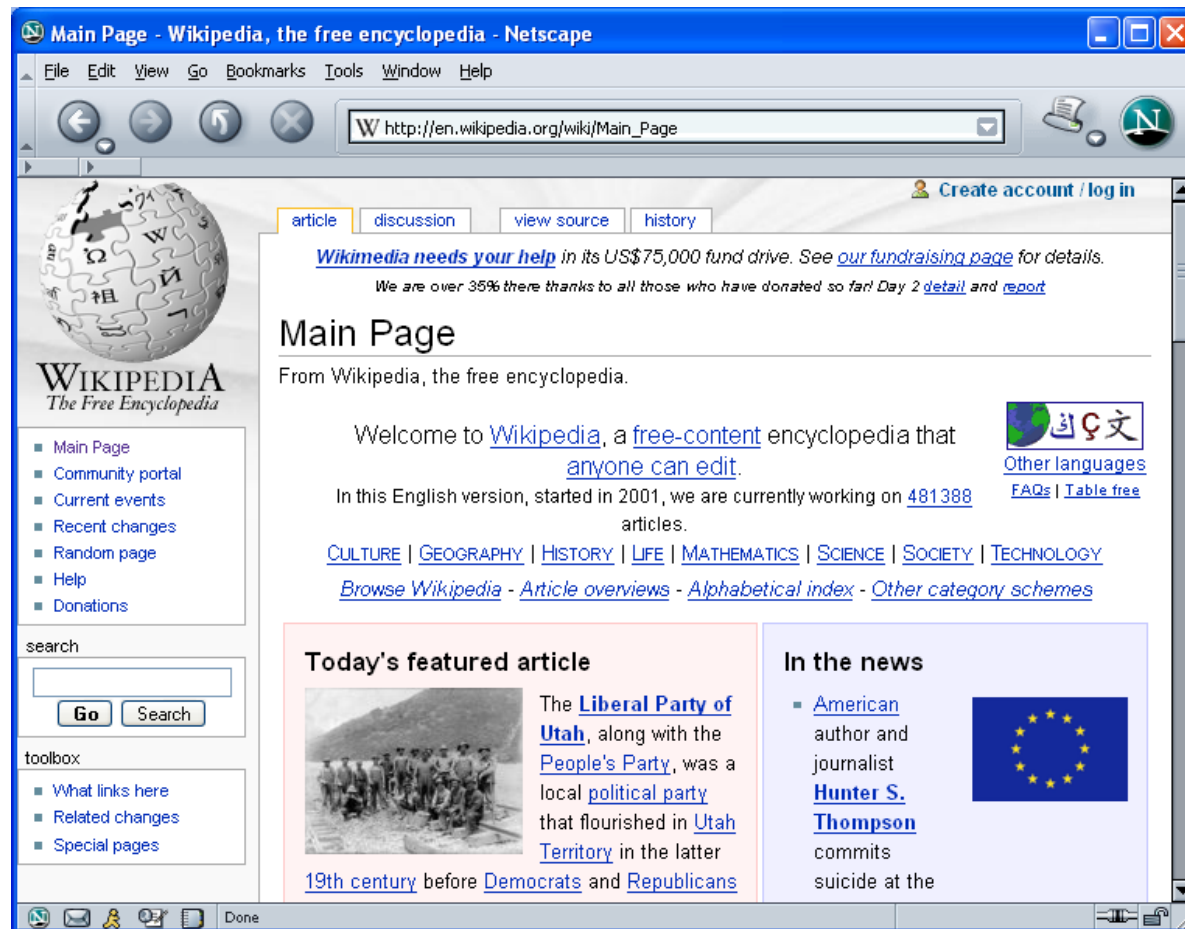 Main Page - Wikipedia, the free encyclopedia - Netscape
File Edit View Go Bookmarks Tools Window Help
W http://en.wikipedia.org/wiki/Main_Page
N
Create account / log in
article discussion view source history
Wikimedia needs your help in its US$75,000 fund drive. See our fundraising page for details.
We are over 35% there thanks to all those who have donated so far! Day 2 detail and report
Main Page
From Wikipedia, the free encyclopedia.
WIKIPEDIA
The Free Encyclopedia
Main Page
Community portal
Current events
Recent changes
Random page
Help
Donations
search
Go Search
toolbox
What links here
Related changes
Special pages
Welcome to Wikipedia, a free-content encyclopedia that
anyone can edit.
In this English version, started in 2001, we are currently working on 481388
articles.
Other languages
FAQs | Table free
CULTURE | GEOGRAPHY | HISTORY | LIFE | MATHEMATICS | SCIENCE | SOCIETY | TECHNOLOGY
Browse Wikipedia - Article overviews - Alphabetical index - Other category schemes
Today's featured article
The Liberal Party of
Utah, along with the
People's Party, was a
local political party
that flourished in Utah
Territory in the latter
19th century before Democrats and Republicans
In the news
American
author and
journalist
Hunter S.
Thompson
commits
suicide at the
Done